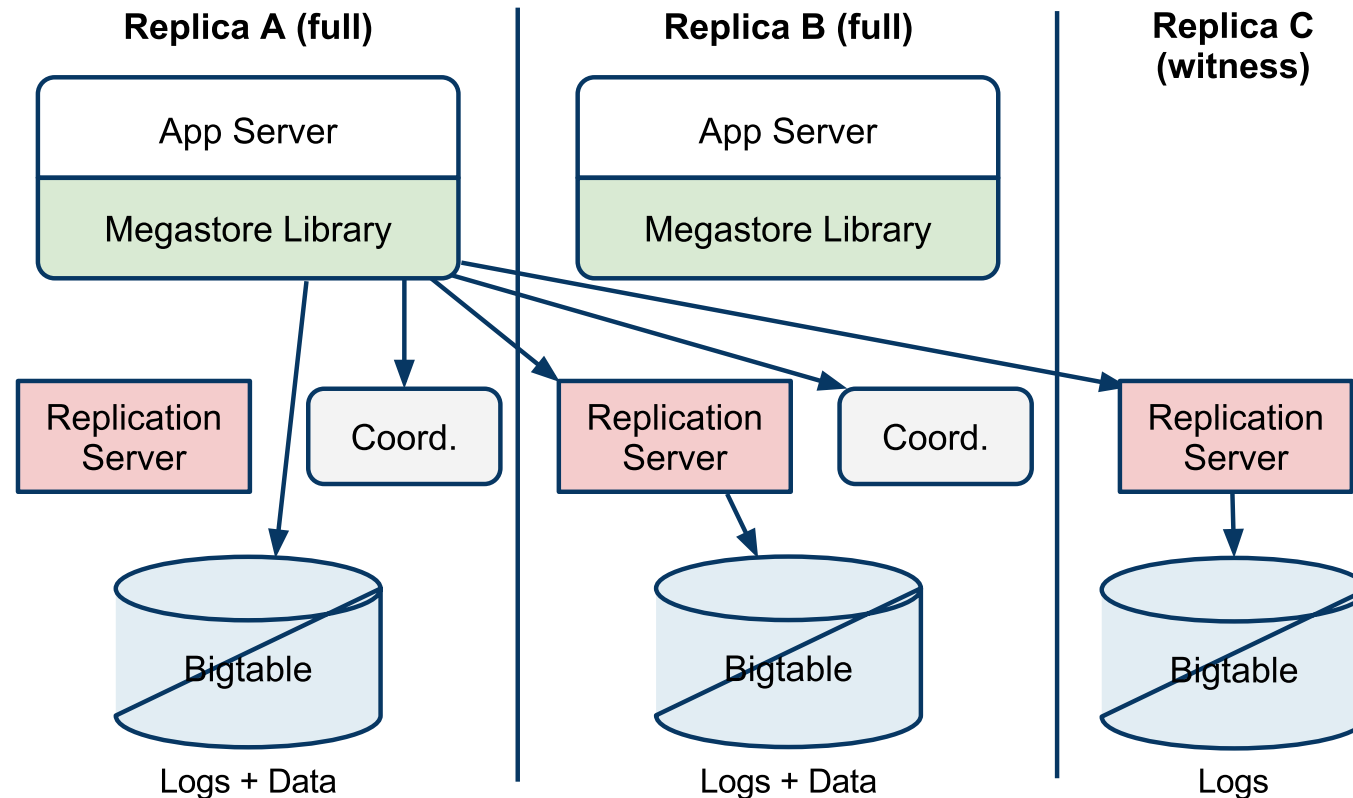 Replica A (full)
Replica B (full)
Replica C
(witness)
App Server
App Server
Megastore Library
Megastore Library
Replication
Server
Coord.
Replication
Server
Coord.
Replication
Server
Bigtable
Bigtable
Bigtable
Logs + Data
Logs + Data
Logs